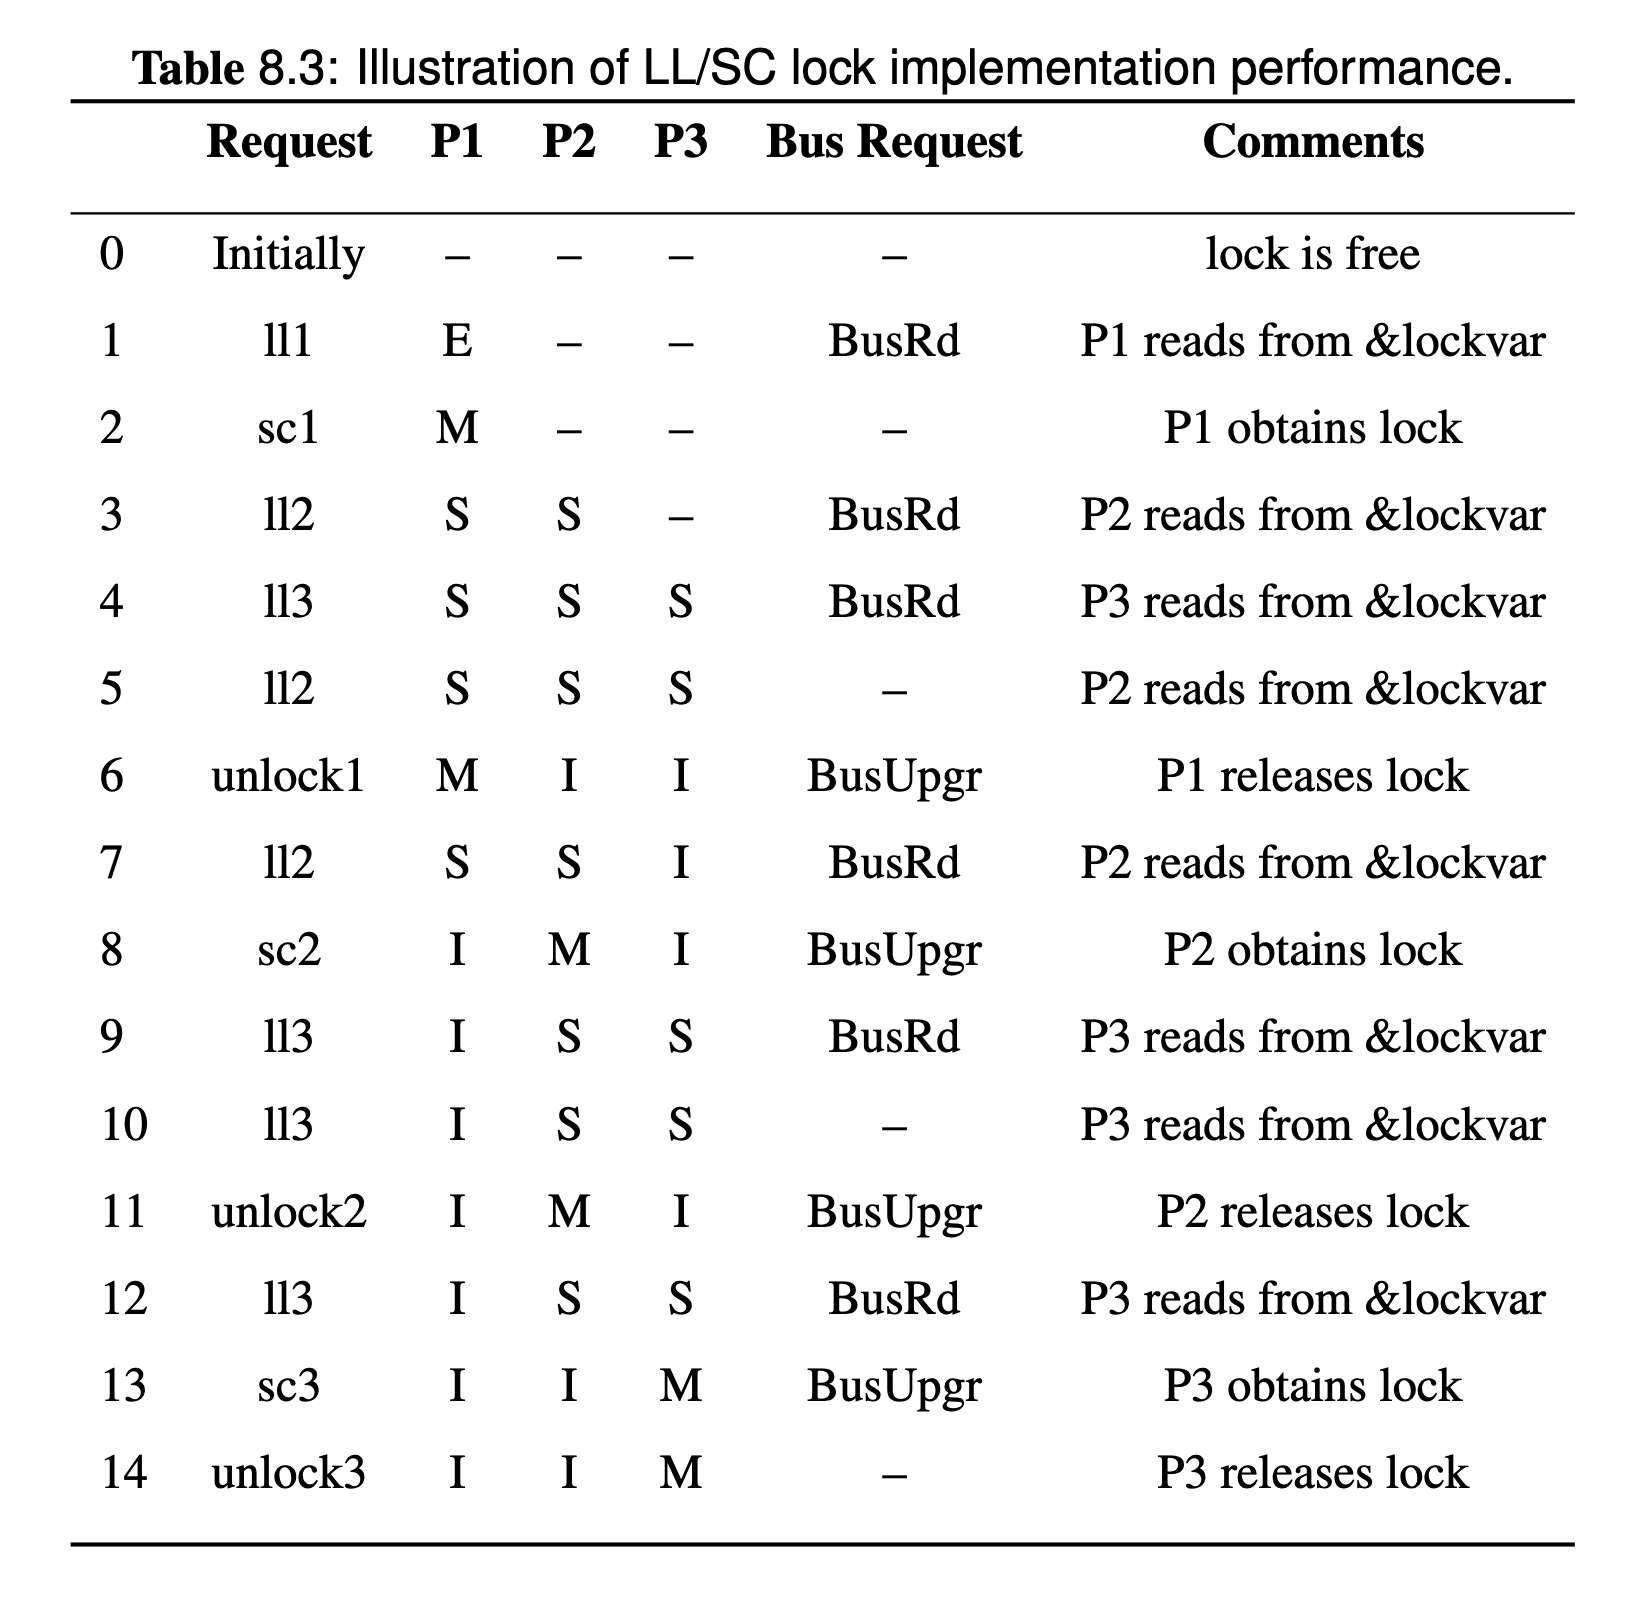 Table 8.3: Illustration of LL/SC lock implementation performance.
Request P1 P2 P3 Bus Request Comments
0 Initially – – – – lock is free
1 ll1 E – – BusRd P1 reads from &lockvar
2 sc1 M – – – P1 obtains lock
3 ll2 S S – BusRd P2 reads from &lockvar
4 ll3 S S S BusRd P3 reads from &lockvar
5 ll2 S S S – P2 reads from &lockvar
6 unlock1 M I I BusUpgr P1 releases lock
7 ll2 S S I BusRd P2 reads from &lockvar
8 sc2 I M I BusUpgr P2 obtains lock
9 ll3 I S S BusRd P3 reads from &lockvar
10 ll3 I S S – P3 reads from &lockvar
11 unlock2 I M I BusUpgr P2 releases lock
12 ll3 I S S BusRd P3 reads from &lockvar
13 sc3 I I M BusUpgr P3 obtains lock
14 unlock3 I I M – P3 releases lock